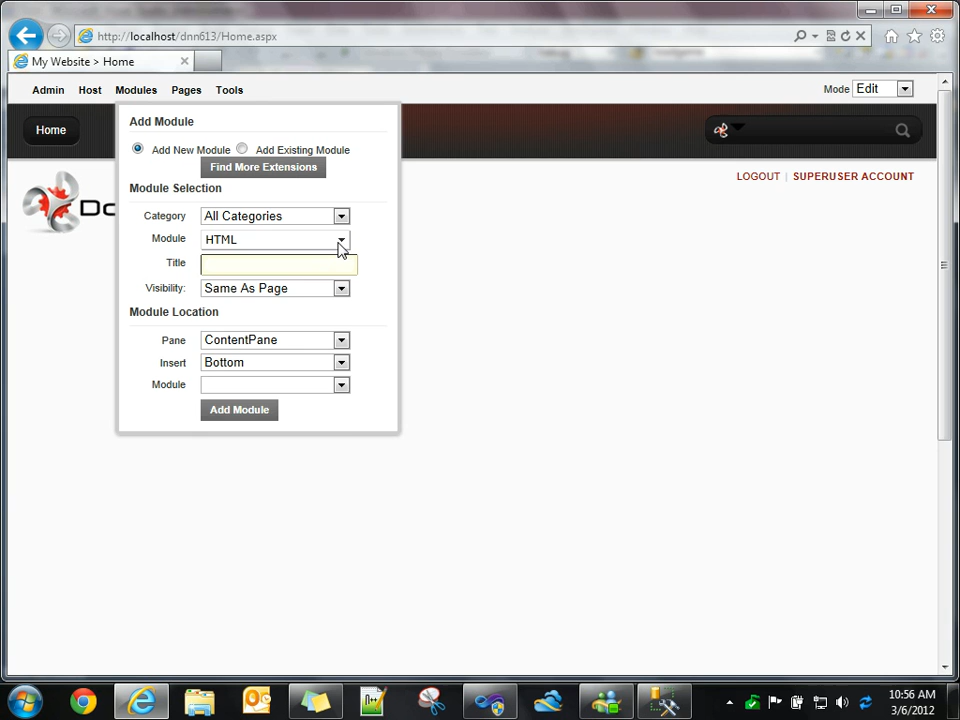 http://localhost/dnn613/Home.aspx
My Website > Home
Admin Host Modules Pages Tools
Mode Edit
Add Module
Home
Add New Module Add Existing Module
Find More Extensions
LOGOUT | SUPERUSER ACCOUNT
Module Selection
Do
Category All Categories
Module HTML
Title
Visibility: Same As Page
Module Location
Pane ContentPane
Insert Bottom
Module
Add Module
10:56 AM
3/6/2012